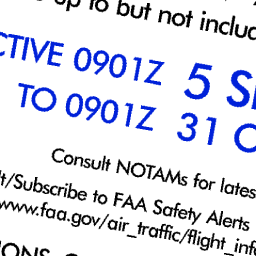 up to but not inclu
CTIVE 0901Z 5 S
TO 0901Z 31 O
Consult NOTAMs for lates
t/Subscribe to FAA Safety Alerts
www.faa.gov/air_traffic/flight_inf
IONS